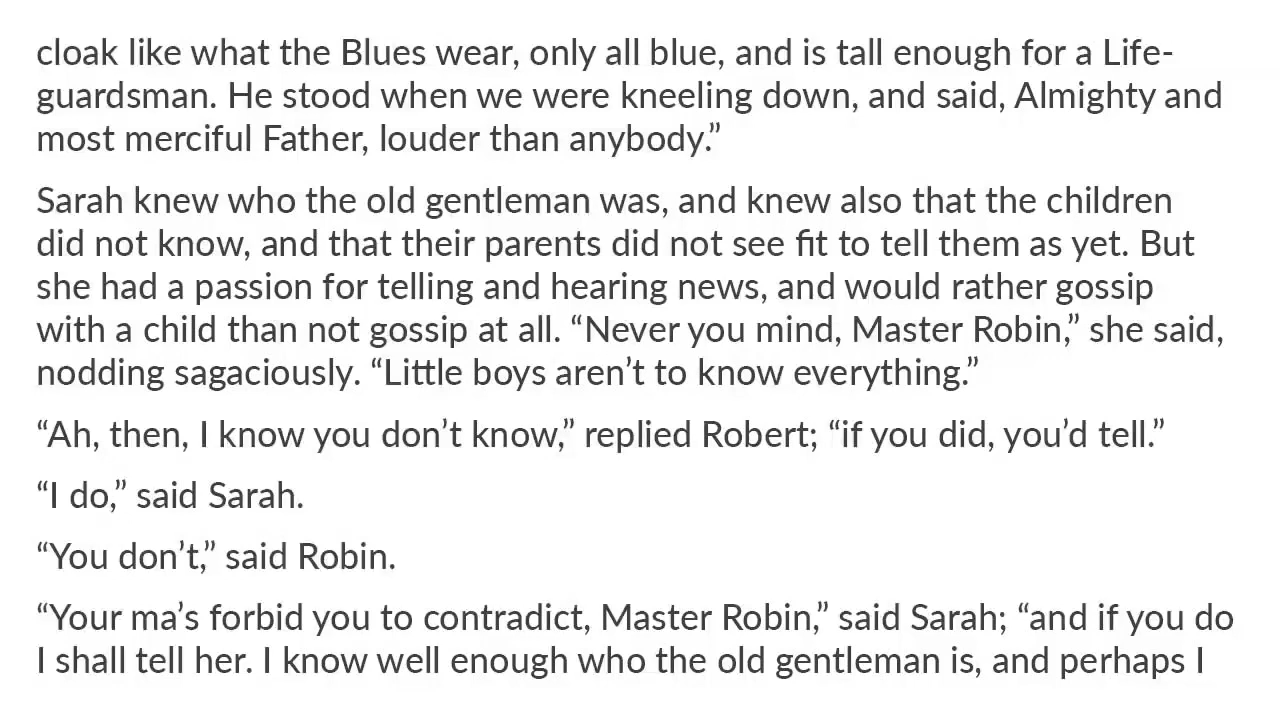 cloak like what the Blues wear, only all blue, and is tall enough for a Life-
guardsman. He stood when we were kneeling down, and said, Almighty and
most merciful Father, louder than anybody.”
Sarah knew who the old gentleman was, and knew also that the children
did not know, and that their parents did not see fit to tell them as yet. But
she had a passion for telling and hearing news, and would rather gossip
with a child than not gossip at all. “Never you mind, Master Robin,” she said,
nodding sagaciously. “Little boys aren’t to know everything.”
“Ah, then, I know you don’t know,” replied Robert; “if you did, you’d tell.”
“I do,” said Sarah.
“You don’t,” said Robin.
“Your ma’s forbid you to contradict, Master Robin,” said Sarah; “and if you do
I shall tell her. I know well enough who the old gentleman is, and perhaps I